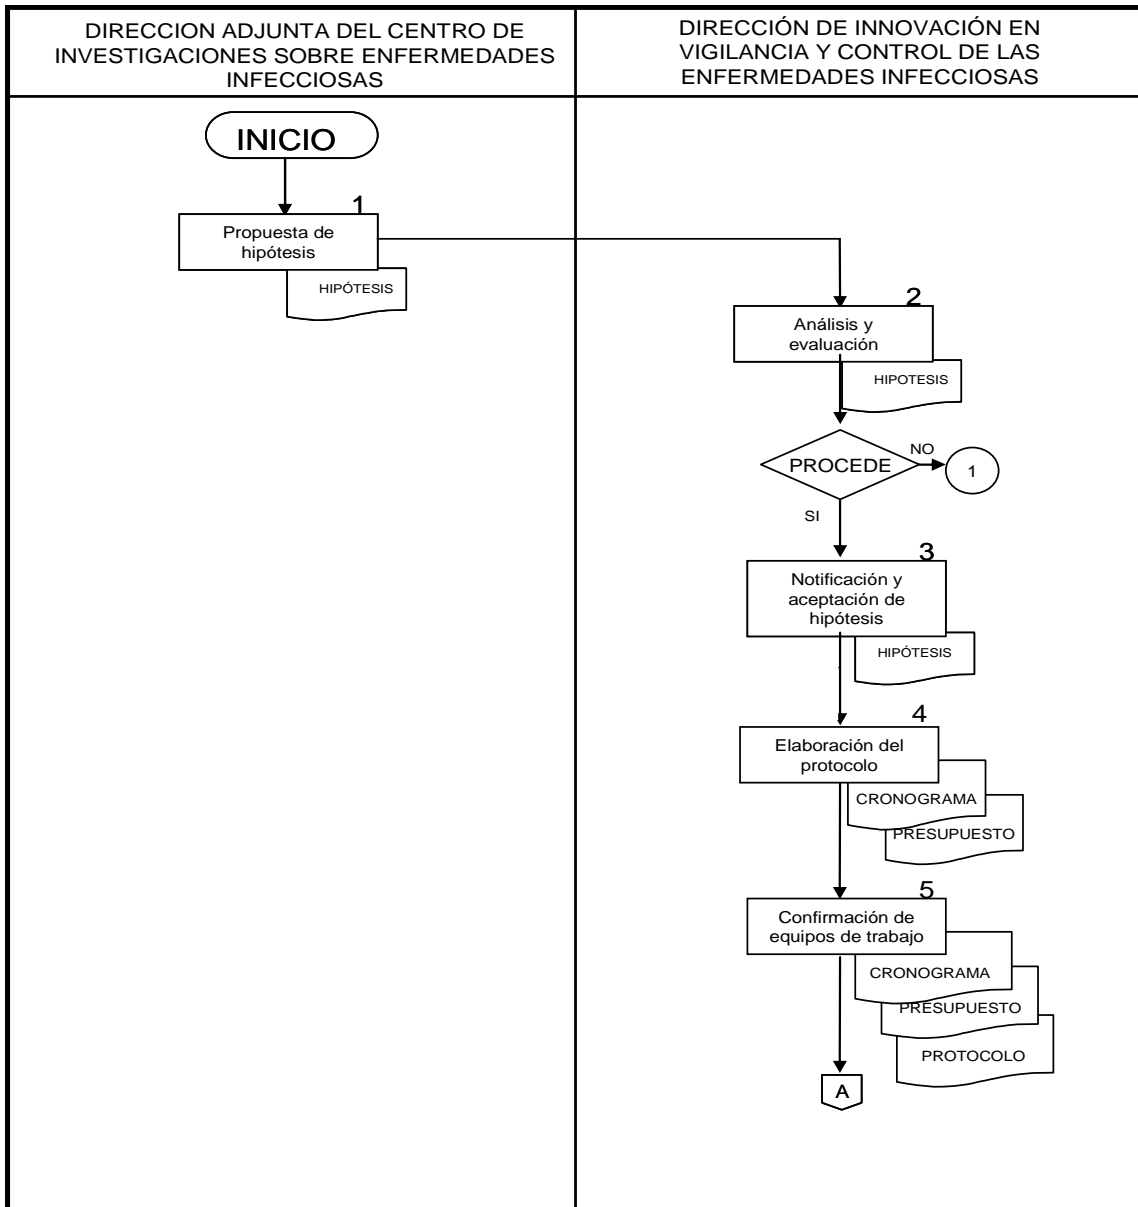 DIRECCION ADJUNTA DEL CENTRO DE
INVESTIGACIONES SOBRE ENFERMEDADES
INFECCIOSAS
DIRECCIÓN DE INNOVACIÓN EN
VIGILANCIA Y CONTROL DE LAS
ENFERMEDADES INFECCIOSAS
INICIO
1
Propuesta de
hipótesis
HIPÓTESIS
2
Análisis y
evaluación
HIPOTESIS
PROCEDE
NO
1
SI
3
Notificación y
aceptación de
hipótesis
HIPÓTESIS
4
Elaboración del
protocolo
CRONOGRAMA
PRESUPUESTO
5
Confirmación de
equipos de trabajo
CRONOGRAMA
PRESUPUESTO
PROTOCOLO
A